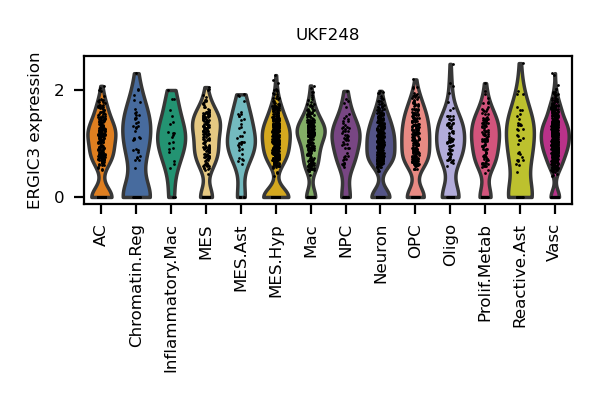 UKF248
ERGIC3 expression
2
0
AC
Chromatin.Reg
Inflammatory.Mac
MES
MES.Ast
MES.Hyp
Mac
NPC
Neuron
OPC
Oligo
Prolif.Metab
Reactive.Ast
Vasc